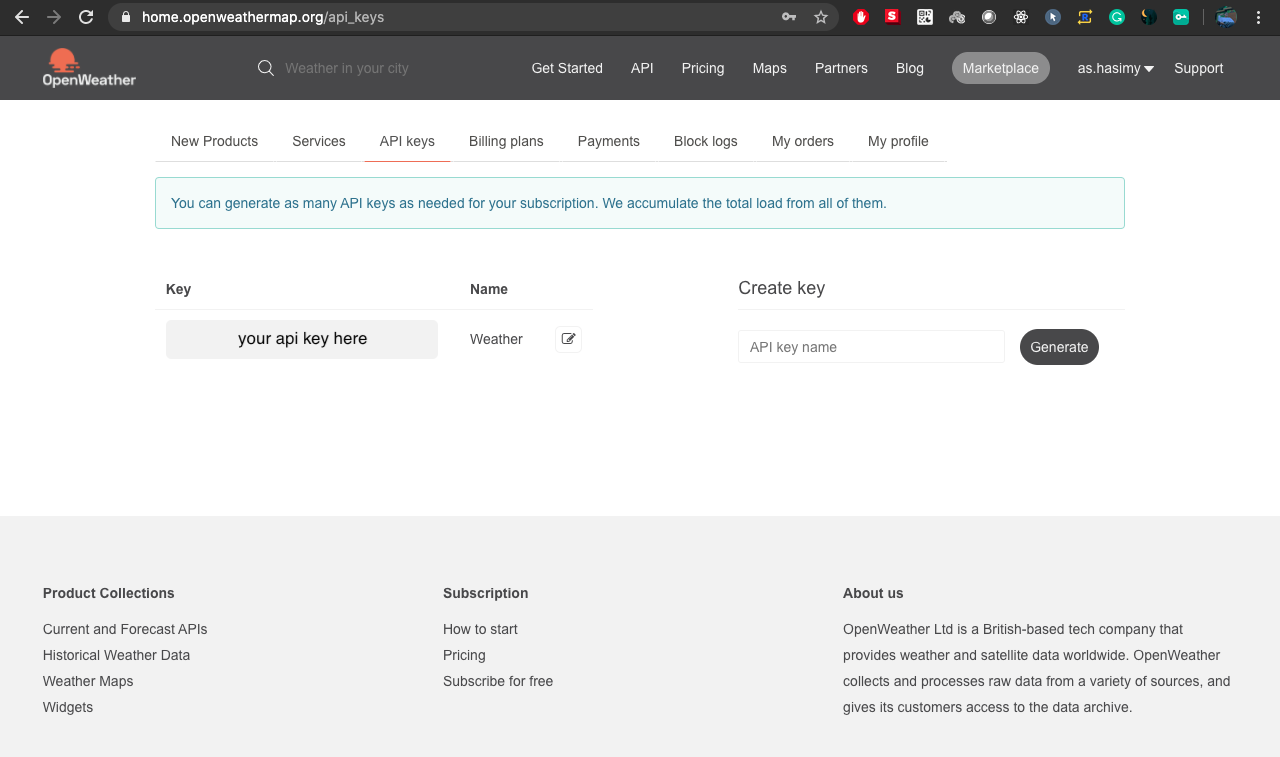 home.openweathermap.org/api_keys
OpenWeather
Weather in your city
Get Started API Pricing Maps Partners Blog Marketplace as.hasimy Support
New Products Services API keys Billing plans Payments Block logs My orders My profile
You can generate as many API keys as needed for your subscription. We accumulate the total load from all of them.
Key Name
your api key here Weather
Create key
API key name Generate
Product Collections
Current and Forecast APIs
Historical Weather Data
Weather Maps
Widgets
Subscription
How to start
Pricing
Subscribe for free
About us
OpenWeather Ltd is a British-based tech company that
provides weather and satellite data worldwide. OpenWeather
collects and processes raw data from a variety of sources, and
gives its customers access to the data archive.